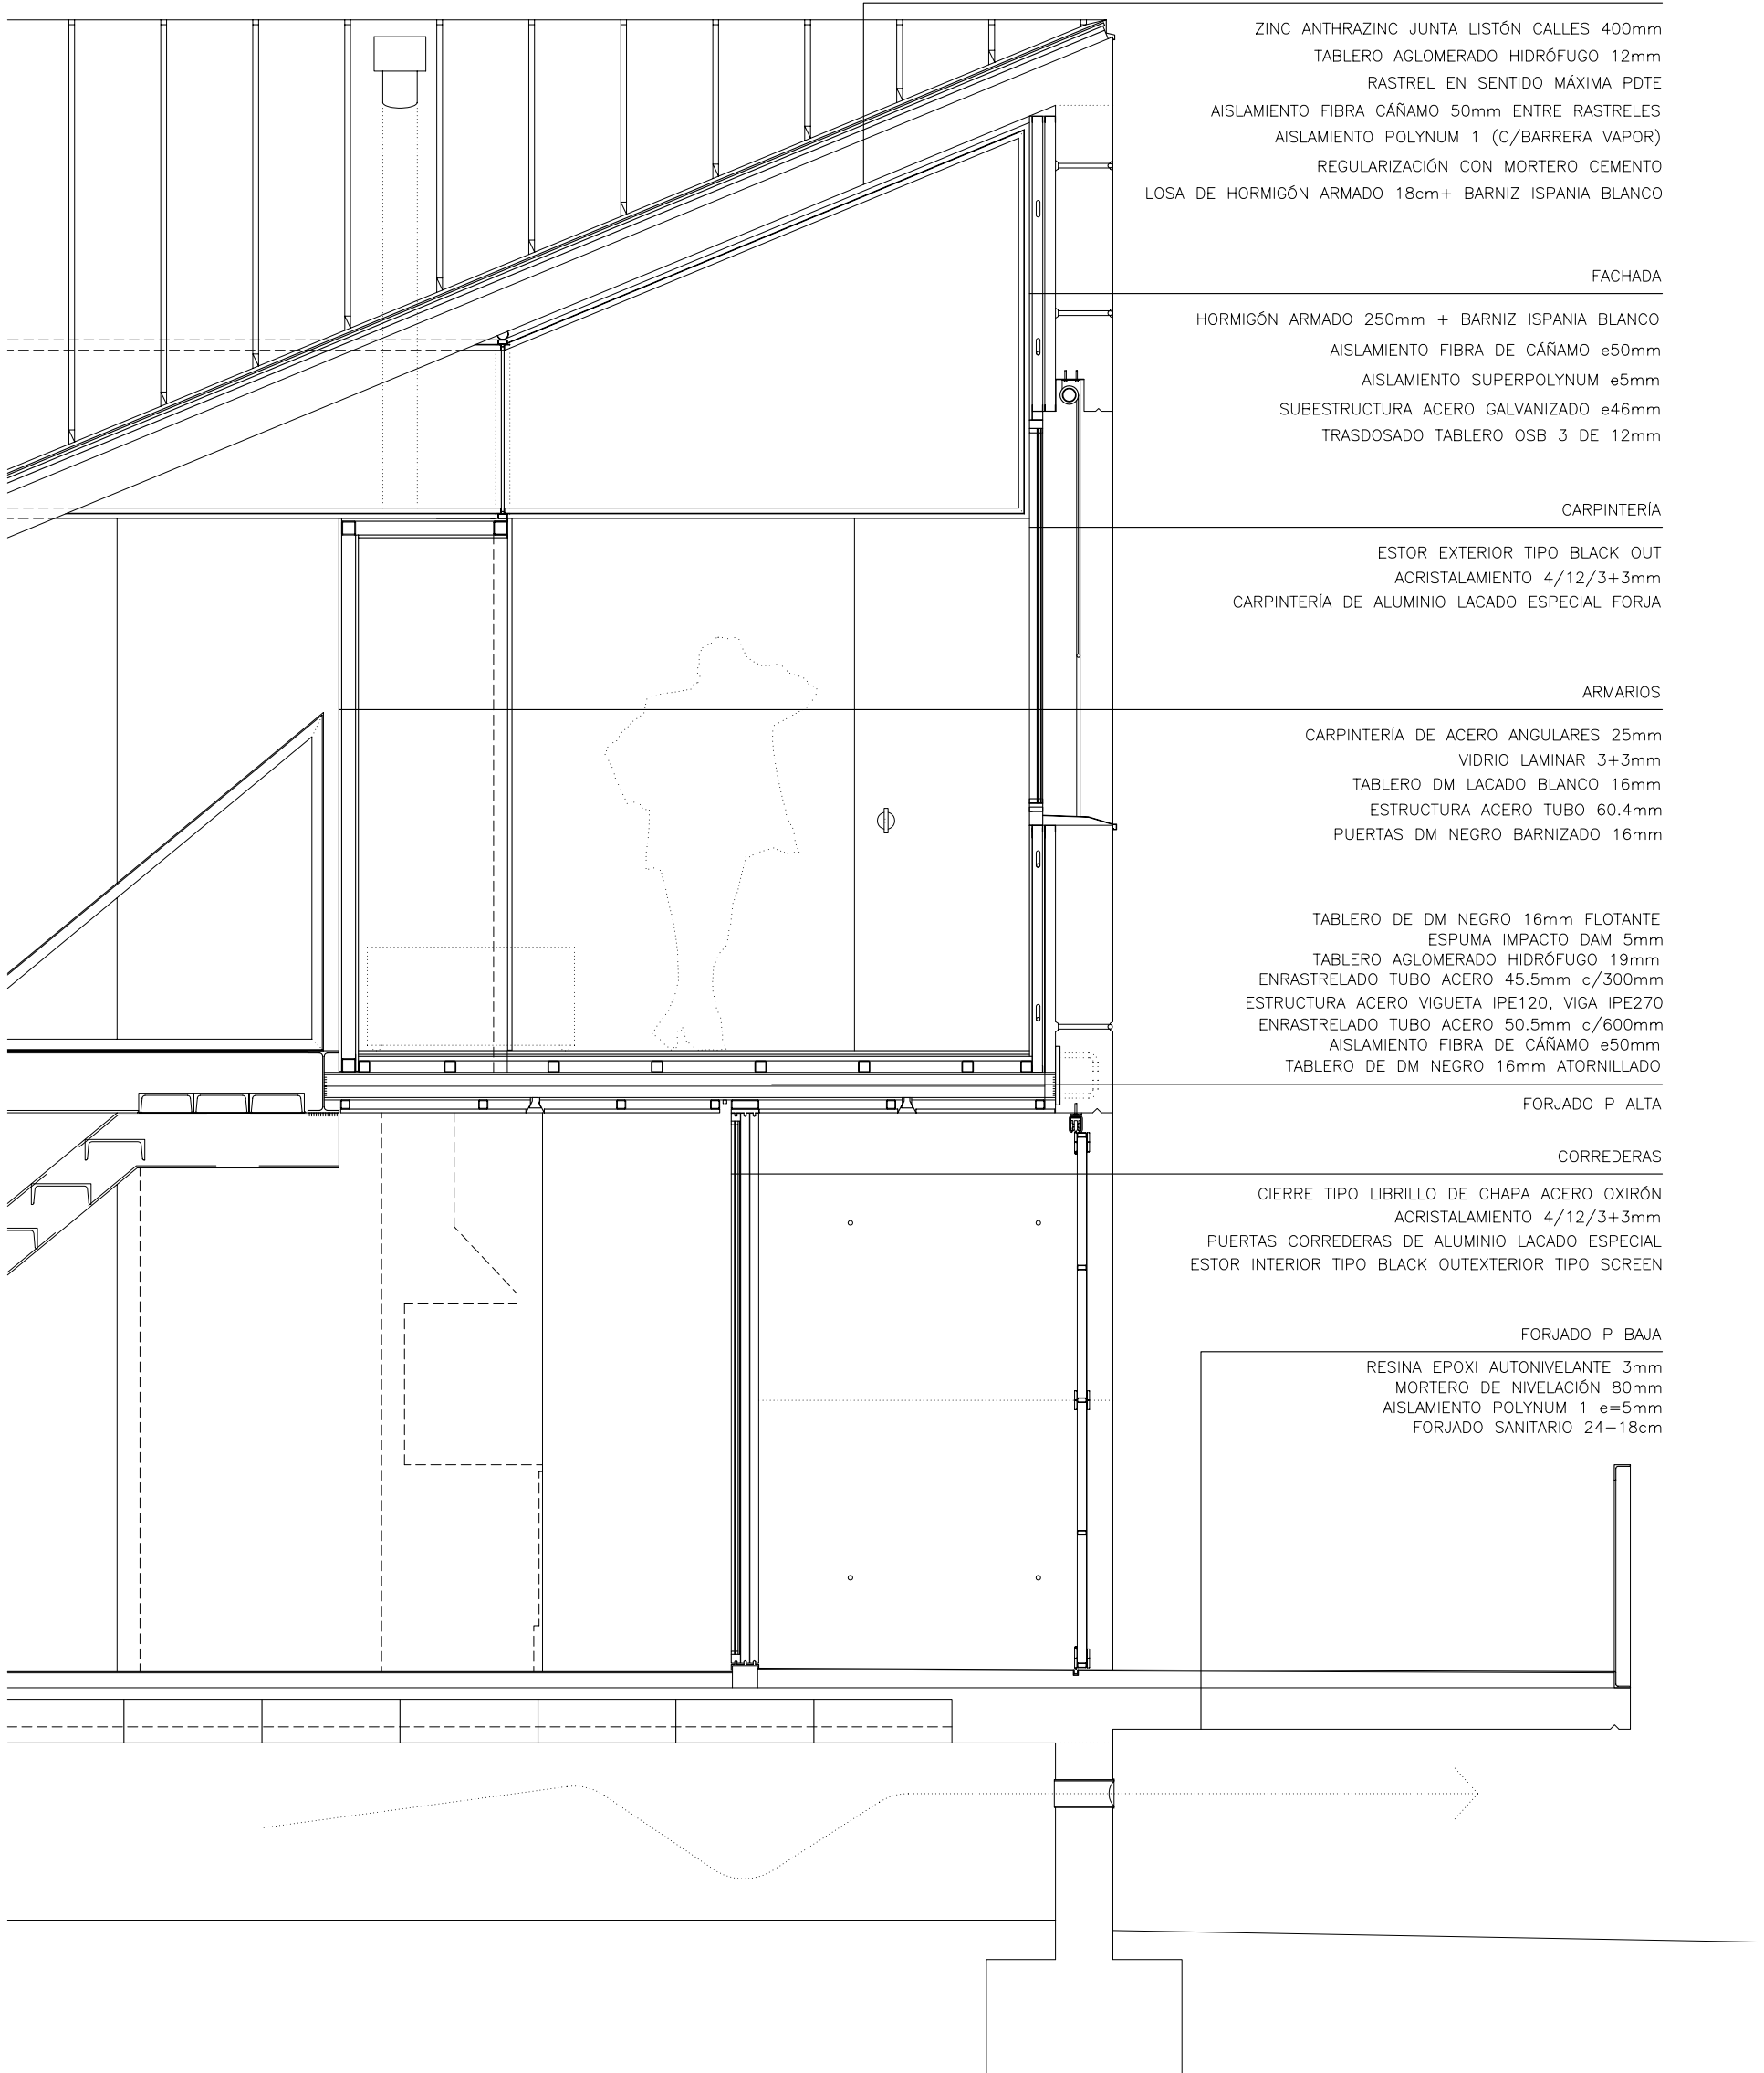 ZINC ANTHRAZINC JUNTA LISTÓN CALLES 400mm
TABLERO AGLOMERADO HIDRÓFUGO 12mm
RASTREL EN SENTIDO MÁXIMA PDTE
AISLAMIENTO FIBRA CÁÑAMO 50mm ENTRE RASTRELES
AISLAMIENTO POLYNUM 1 (C/BARRERA VAPOR)
REGULARIZACIÓN CON MORTERO CEMENTO
LOSA DE HORMIGÓN ARMADO 18cm+ BARNIZ ISPANIA BLANCO
FACHADA
HORMIGÓN ARMADO 250mm + BARNIZ ISPANIA BLANCO
AISLAMIENTO FIBRA DE CÁÑAMO e50mm
AISLAMIENTO SUPERPOLYNUM e5mm
SUBESTRUCTURA ACERO GALVANIZADO e46mm
TRASDOSADO TABLERO OSB 3 DE 12mm
CARPINTERÍA
ESTOR EXTERIOR TIPO BLACK OUT
ACRISTALAMIENTO 4/12/3+3mm
CARPINTERÍA DE ALUMINIO LACADO ESPECIAL FORJA
ARMARIOS
CARPINTERÍA DE ACERO ANGULARES 25mm
VIDRIO LAMINAR 3+3mm
TABLERO DM LACADO BLANCO 16mm
ESTRUCTURA ACERO TUBO 60.4mm
PUERTAS DM NEGRO BARNIZADO 16mm
TABLERO DE DM NEGRO 16mm FLOTANTE
ESPUMA IMPACTO DAM 5mm
TABLERO AGLOMERADO HIDRÓFUGO 19mm
ENRASTRELADO TUBO ACERO 45.5mm c/300mm
ESTRUCTURA ACERO VIGUETA IPE120, VIGA IPE270
ENRASTRELADO TUBO ACERO 50.5mm c/600mm
AISLAMIENTO FIBRA DE CÁÑAMO e50mm
TABLERO DE DM NEGRO 16mm ATORNILLADO
FORJADO P ALTA
CORREDERAS
CIERRE TIPO LIBRILLO DE CHAPA ACERO OXIRÓN
ACRISTALAMIENTO 4/12/3+3mm
PUERTAS CORREDERAS DE ALUMINIO LACADO ESPECIAL
ESTOR INTERIOR TIPO BLACK OUTEXTERIOR TIPO SCREEN
FORJADO P BAJA
RESINA EPOXI AUTONIVELANTE 3mm
MORTERO DE NIVELACIÓN 80mm
AISLAMIENTO POLYNUM 1 e=5mm
FORJADO SANITARIO 24-18cm